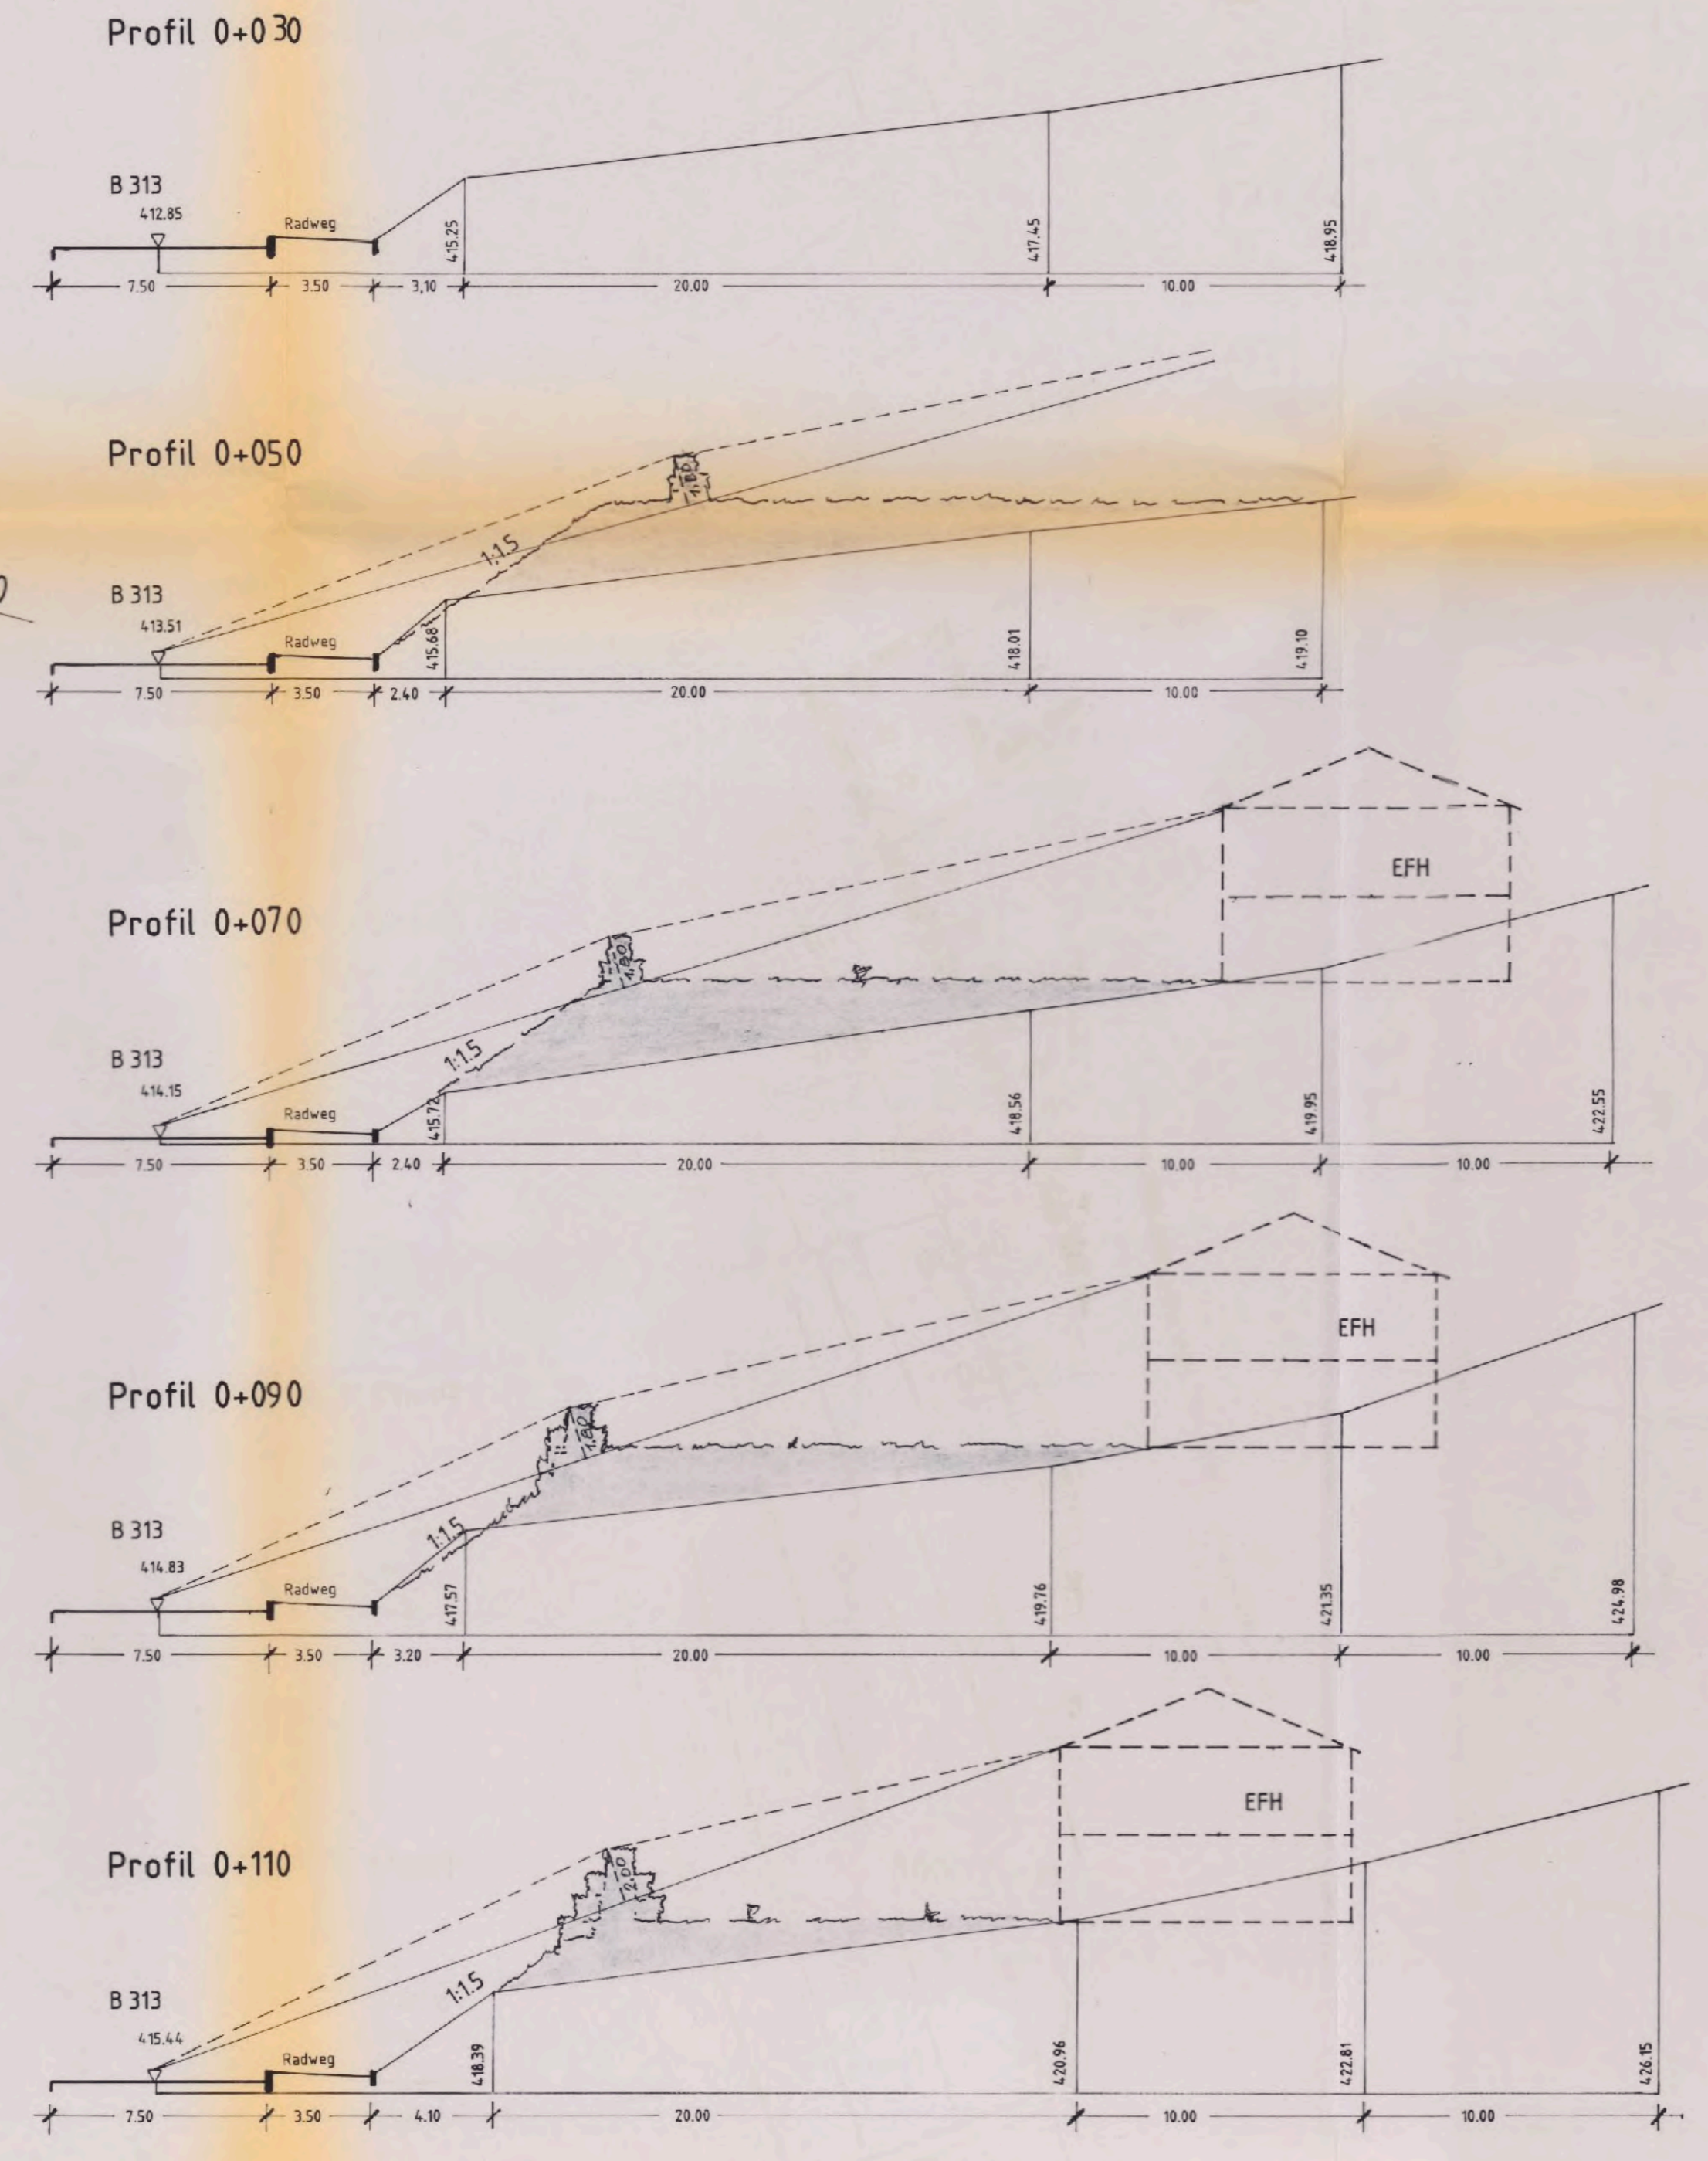 Profil 0+030
B 313
412.85
Radweg
415.25
417.45
418.95
7.50 3.50 3,10 20.00 10.00
Profil 0+050
1.80
1:1.5
B 313
413.51
Radweg
415.68
418.01
419.10
7.50 3.50 2.40 20.00 10.00
EFH
Profil 0+070
1.80
1:1.5
B 313
414.15
Radweg
415.72
418.56
419.95
422.55
7.50 3.50 2.40 20.00 10.00 10.00
EFH
Profil 0+090
1.80
1:1.5
B 313
414.83
Radweg
417.57
419.76
421.35
424.98
7.50 3.50 3.20 20.00 10.00 10.00
EFH
Profil 0+110
2.00
1:1.5
B 313
415.44
Radweg
418.39
420.96
422.81
426.15
7.50 3.50 4.10 20.00 10.00 10.00